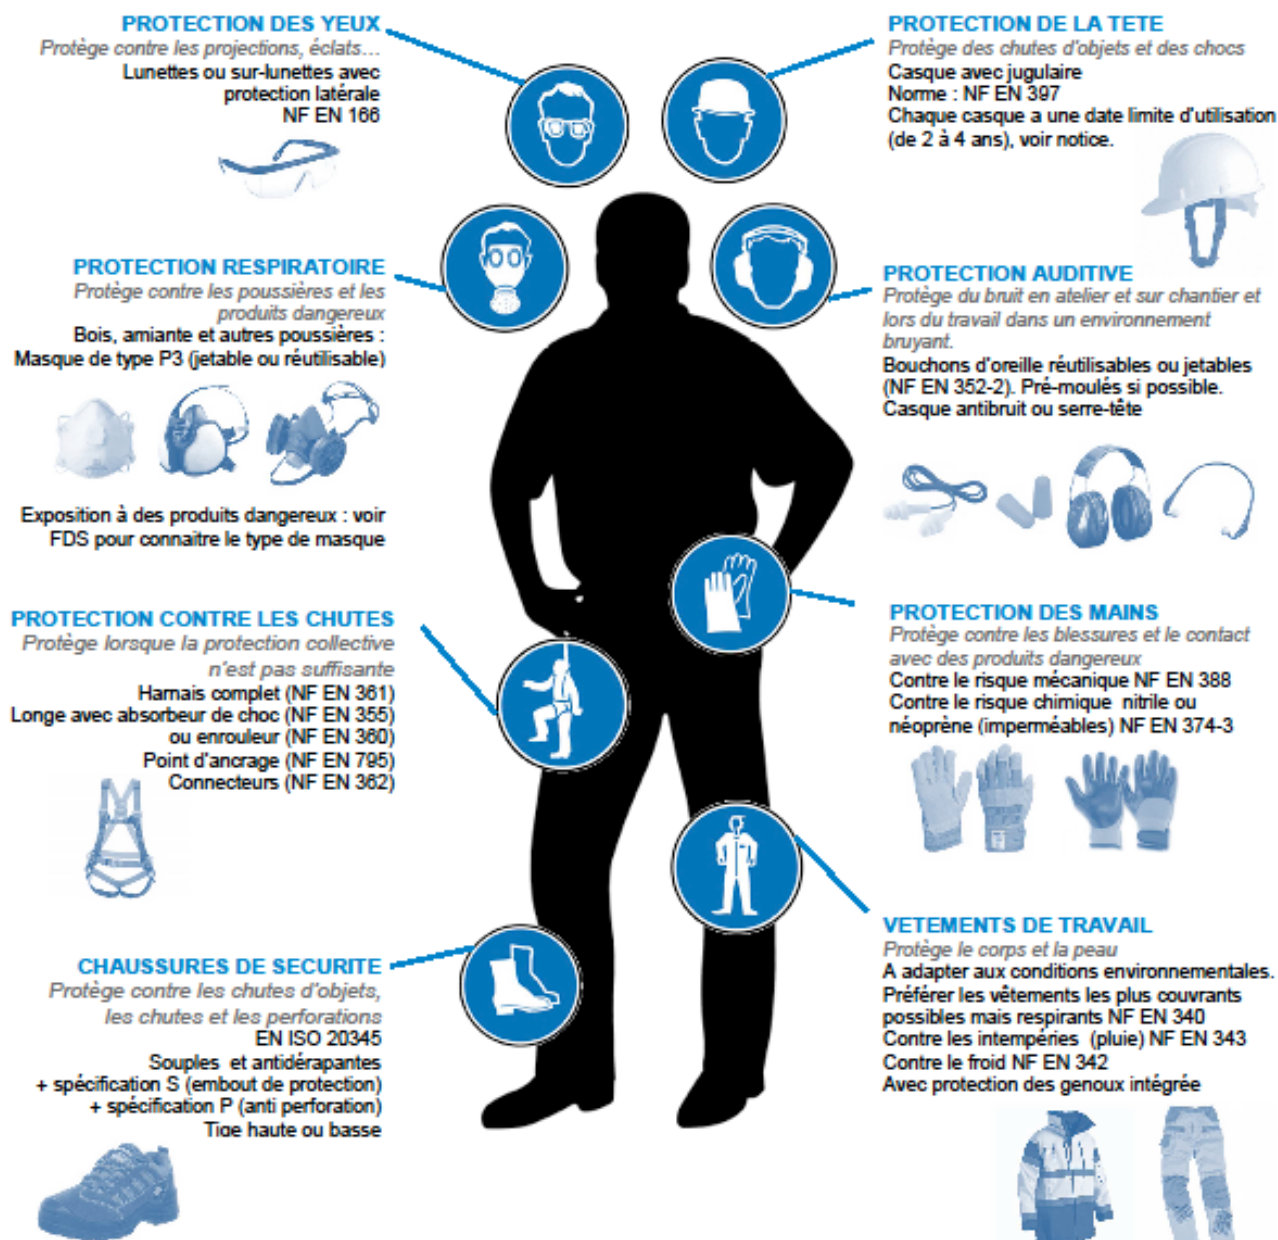 PROTECTION DES YEUX
Protège contre les projections, éclats...
Lunettes ou sur-lunettes avec
protection latérale
NF EN 166
PROTECTION DE LA TETE
Protège des chutes d'objets et des chocs
Casque avec jugulaire
Norme : NF EN 397
Chaque casque a une date limite d'utilisation
(de 2 à 4 ans), voir notice.
PROTECTION RESPIRATOIRE
Protège contre les poussières et les
produits dangereux
Bois, amiante et autres poussières :
Masque de type P3 (jetable ou réutilisable)
Exposition à des produits dangereux : voir
FDS pour connaitre le type de masque
PROTECTION AUDITIVE
Protège du bruit en atelier et sur chantier et
lors du travail dans un environnement
bruyant.
Bouchons d'oreille réutilisables ou jetables
(NF EN 352-2). Pré-moulés si possible.
Casque antibruit ou serre-tête
PROTECTION CONTRE LES CHUTES
Protège lorsque la protection collective
n'est pas suffisante
Harnais complet (NF EN 361)
Longe avec absorbeur de choc (NF EN 355)
ou enrouleur (NF EN 360)
Point d'ancrage (NF EN 795)
Connecteurs (NF EN 362)
PROTECTION DES MAINS
Protège contre les blessures et le contact
avec des produits dangereux
Contre le risque mécanique NF EN 388
Contre le risque chimique nitrile ou
néoprène (imperméables) NF EN 374-3
CHAUSSURES DE SECURITE
Protège contre les chutes d'objets,
les chutes et les perforations
EN ISO 20345
Souples et antidérapantes
+ spécification S (embout de protection)
+ spécification P (anti perforation)
Tige haute ou basse
VETEMENTS DE TRAVAIL
Protège le corps et la peau
A adapter aux conditions environnementales.
Préférer les vêtements les plus couvrants
possibles mais respirants NF EN 340
Contre les intempéries (pluie) NF EN 343
Contre le froid NF EN 342
Avec protection des genoux intégrée